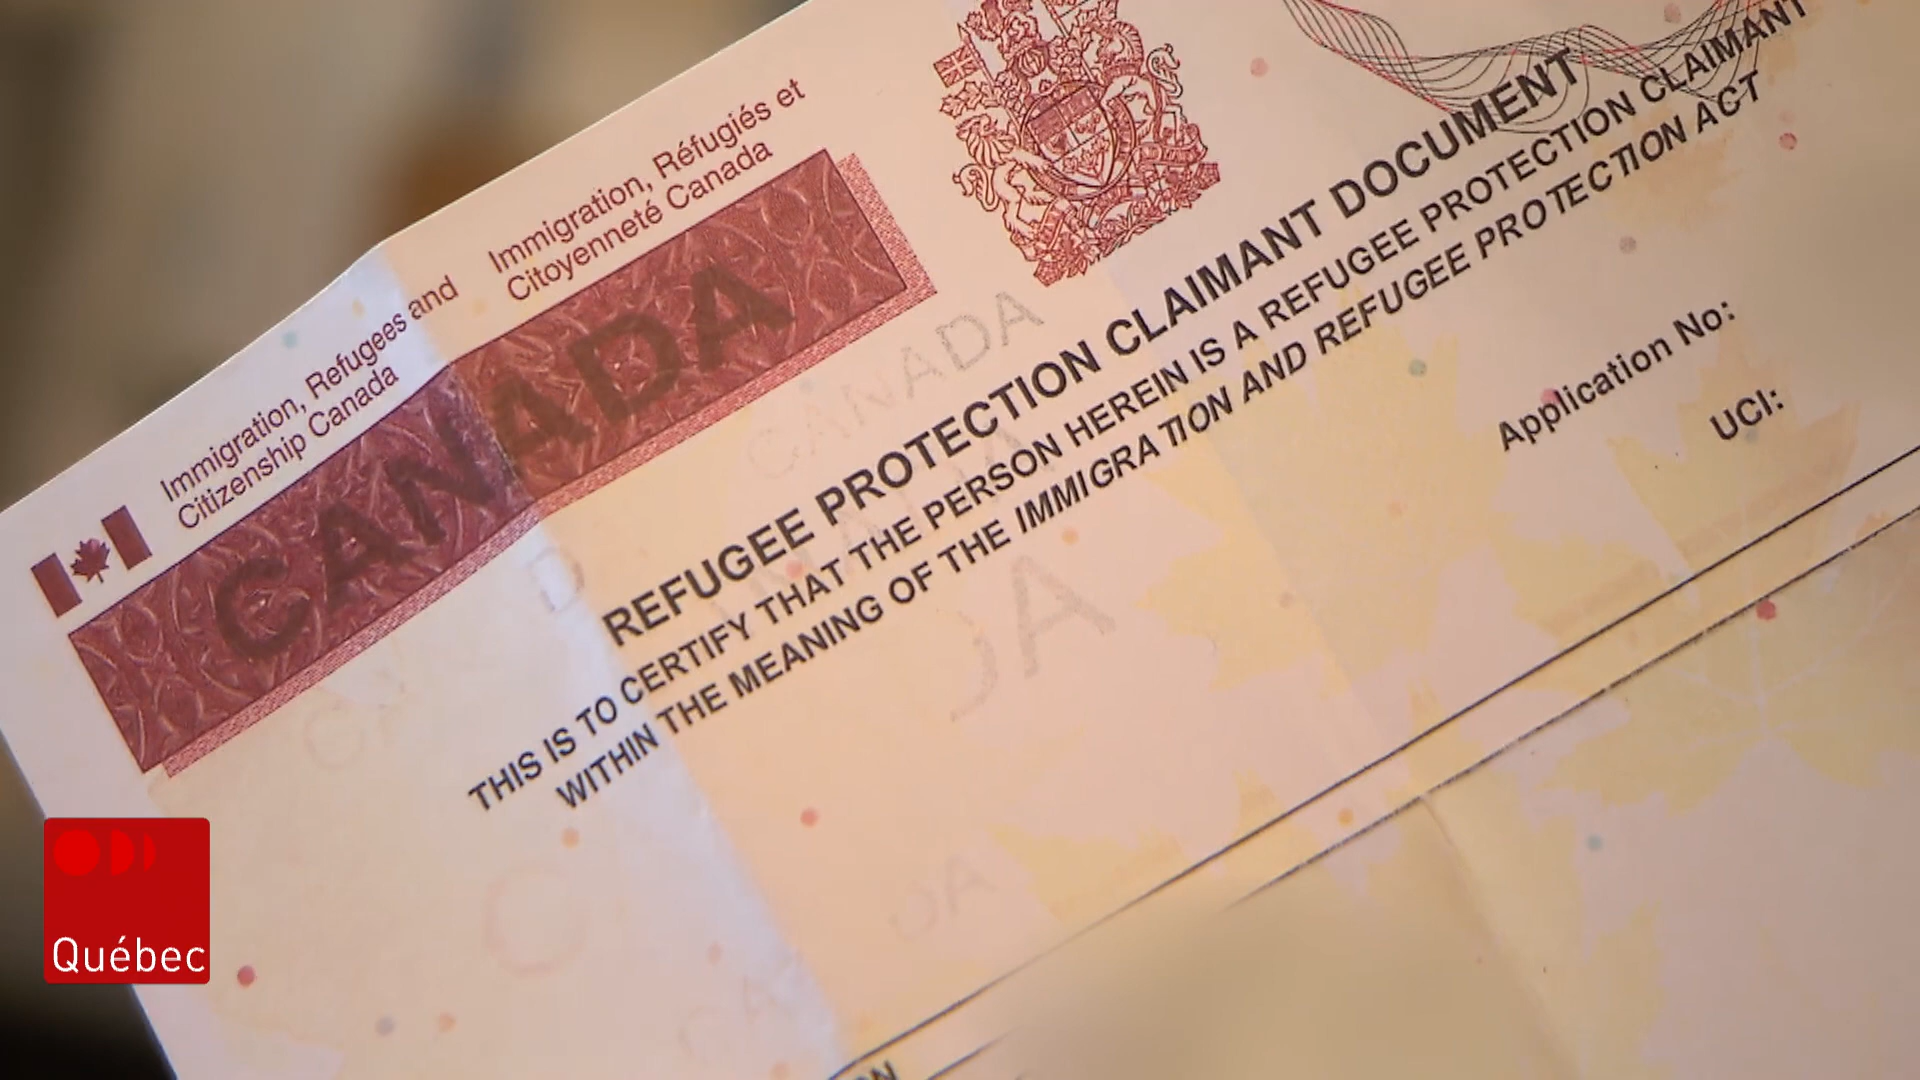 Immigration, Refugees and
Citizenship Canada
Immigration, Réfugiés et
Citoyenneté Canada
CANADA
CANADA
REFUGEE PROTECTION CLAIMANT DOCUMENT
THIS IS TO CERTIFY THAT THE PERSON HEREIN IS A REFUGEE PROTECTION CLAIMANT
WITHIN THE MEANING OF THE IMMIGRATION AND REFUGEE PROTECTION ACT
Application No:
UCI:
Québec